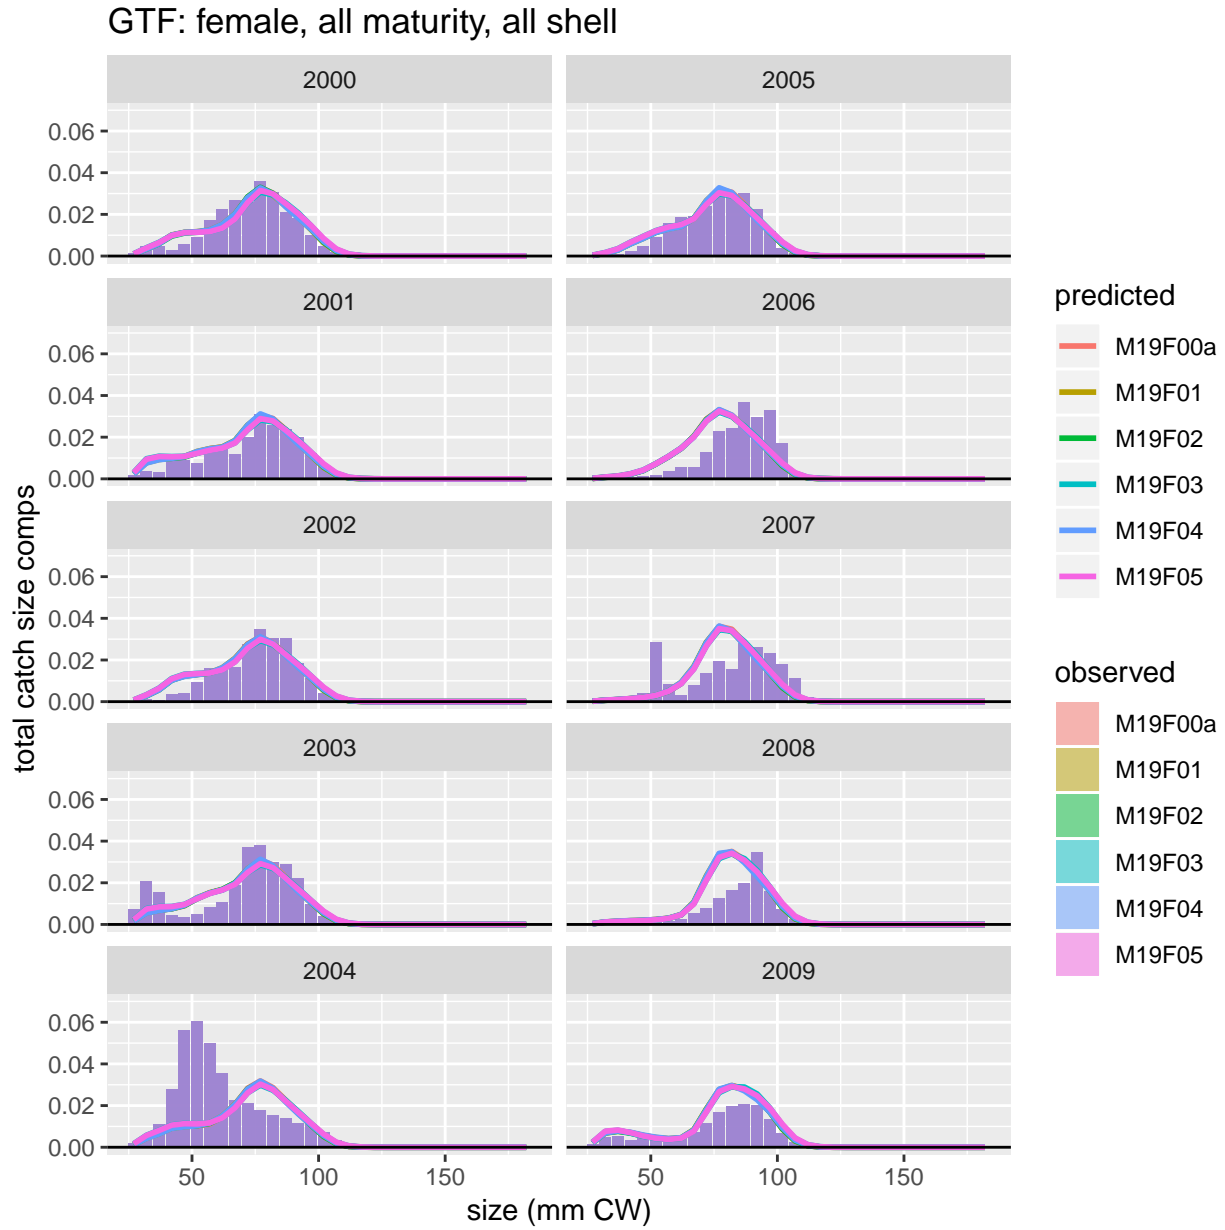 GTF: female, all maturity, all shell
2000
2005
0.06
0.04
0.02
0.00
2001
2006
0.06
0.04
0.02
0.00
2002
2007
0.06
0.04
0.02
0.00
2003
2008
0.06
0.04
0.02
0.00
2004
2009
0.06
0.04
0.02
0.00
50
100
150
50
100
150
size (mm CW)
total catch size comps
predicted
M19F00a
M19F01
M19F02
M19F03
M19F04
M19F05
observed
M19F00a
M19F01
M19F02
M19F03
M19F04
M19F05